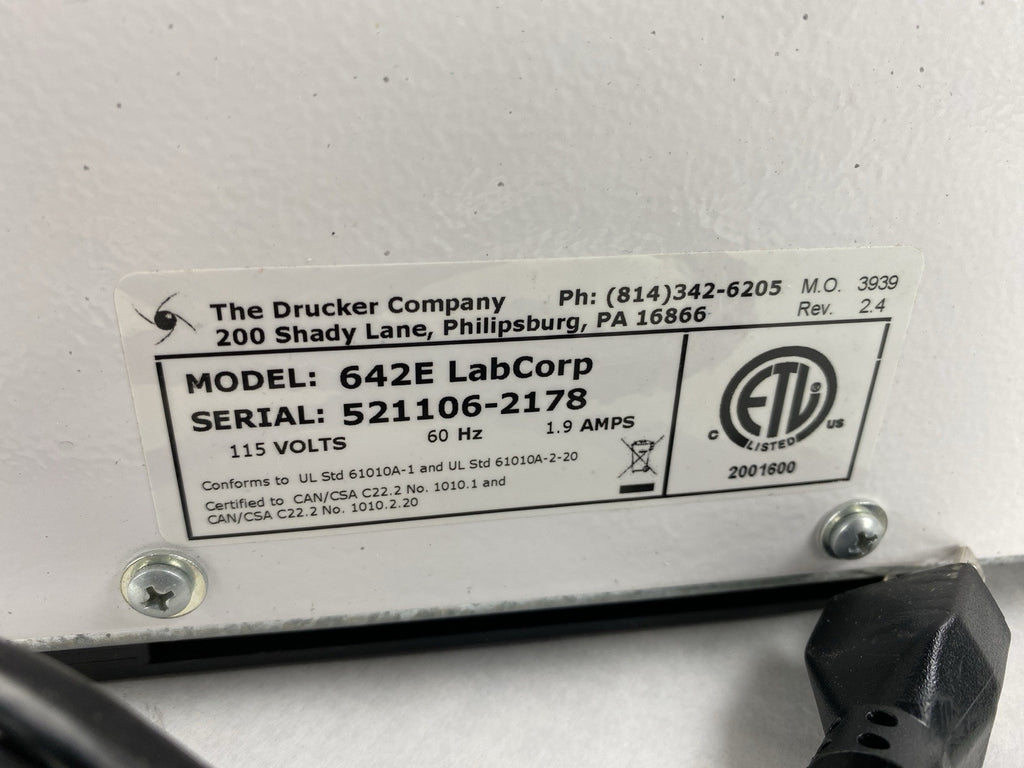 The Drucker Company Ph: (814)342-6205 M.O. 3939
200 Shady Lane, Philipsburg, PA 16866 Rev. 2.4
MODEL: 642E LabCorp
SERIAL: 521106-2178
115 VOLTS 60 Hz 1.9 AMPS
Conforms to UL Std 61010A-1 and UL Std 61010A-2-20
Certified to CAN/CSA C22.2 No. 1010.1 and
CAN/CSA C22.2 No. 1010.2.20
ETL
C US
LISTED
2001600